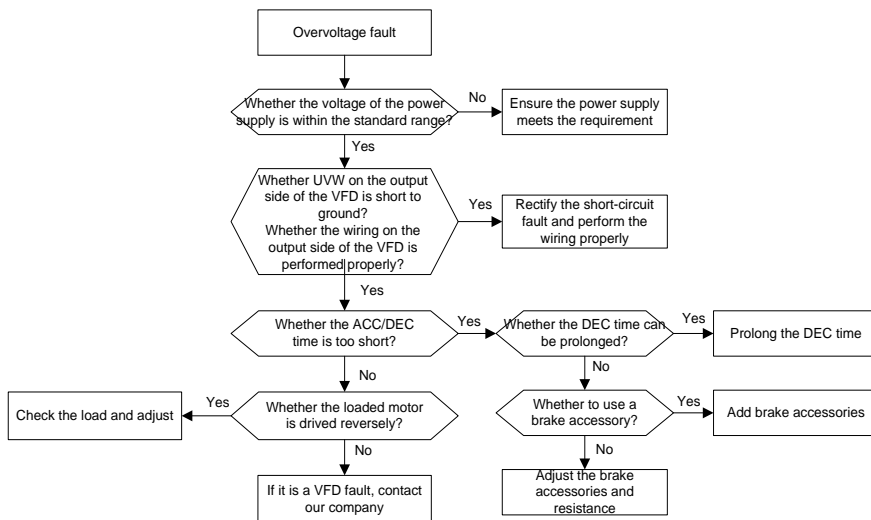 Overvoltage fault
Whether the voltage of the power
supply is within the standard range?
No
Ensure the power supply
meets the requirement
Yes
Whether UVW on the output
side of the VFD is short to
ground?
Whether the wiring on the
output side of the VFD is
performed properly?
Yes
Rectify the short-circuit
fault and perform the
wiring properly
Yes
Whether the ACC/DEC
time is too short?
Yes
Whether the DEC time can
be prolonged?
Yes
Prolong the DEC time
No
No
Check the load and adjust
Yes
Whether the loaded motor
is drived reversely?
Whether to use a
brake accessory?
Yes
Add brake accessories
No
No
If it is a VFD fault, contact
our company
Adjust the brake
accessories and
resistance